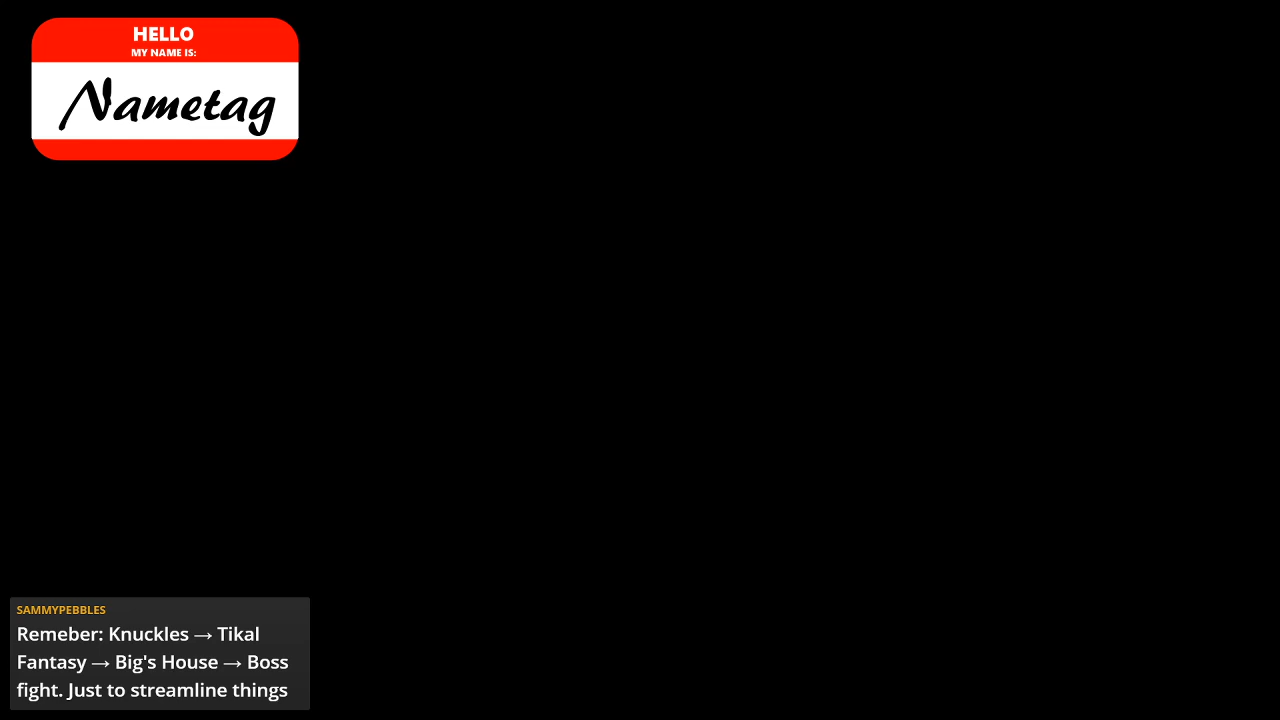 HELLO
MY NAME IS:
Nametag
SAMMYPEBBLES
Remeber: Knuckles → Tikal
Fantasy → Big's House → Boss
fight. Just to streamline things